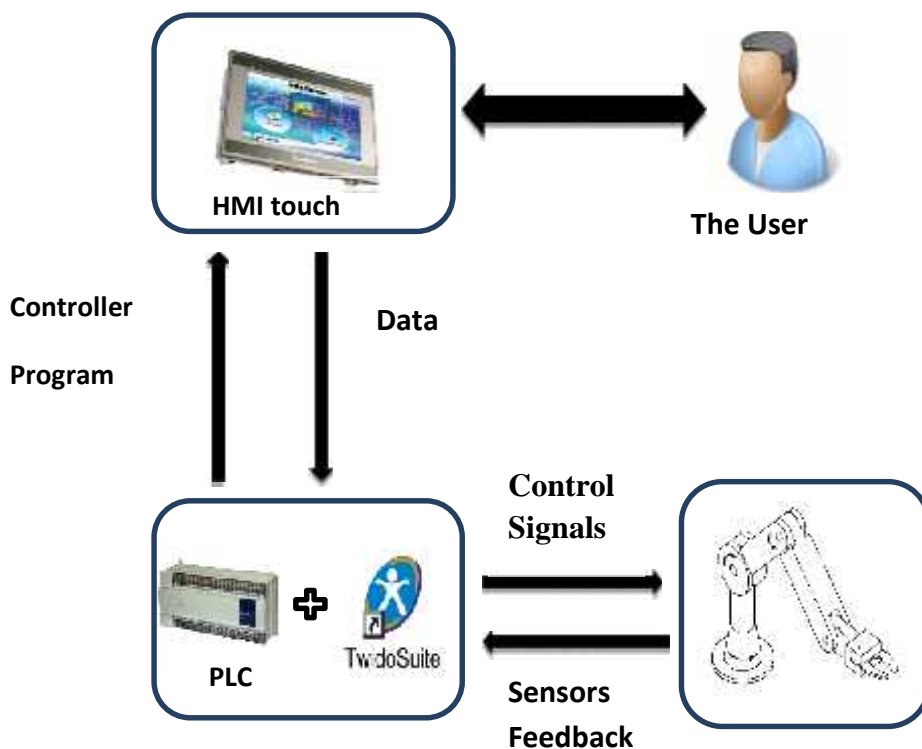 HMI touch
The User
Controller
Program
Data
Control
Signals
PLC
TwidoSuite
Sensors
Feedback